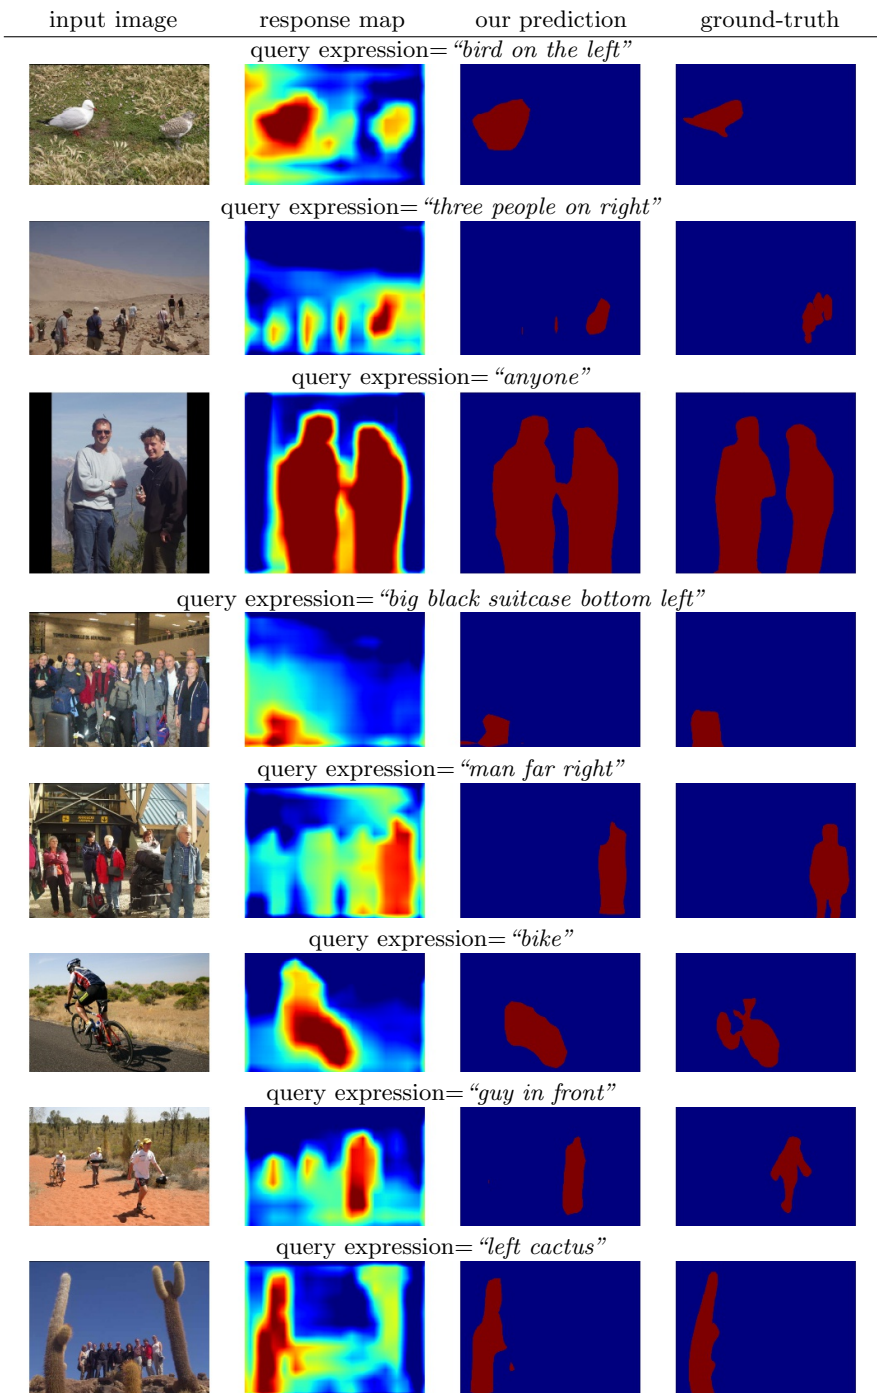 input image response map our prediction ground-truth
query expression=“bird on the left”
query expression=“three people on right”
query expression=“anyone”
query expression=“big black suitcase bottom left”
query expression=“man far right”
query expression=“bike”
query expression=“guy in front”
query expression=“left cactus”